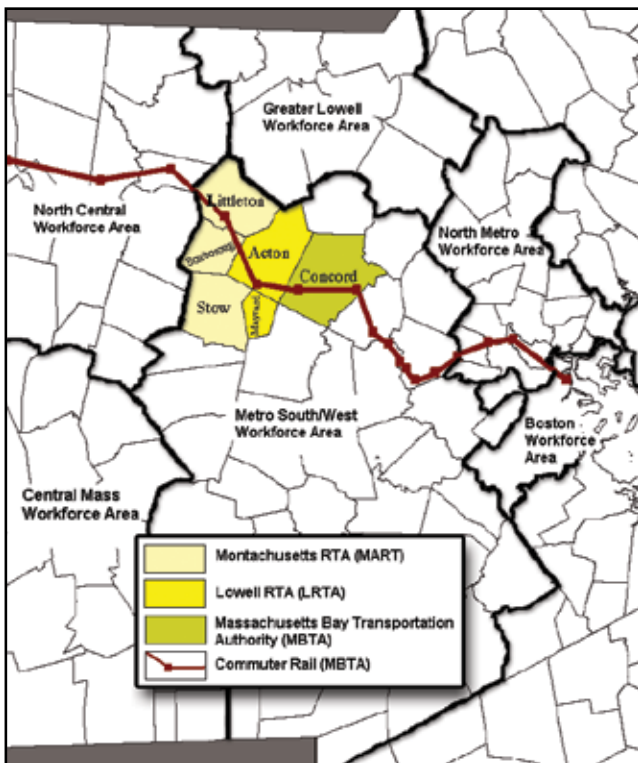 Greater Lowell
Workforce Area
North Central
Workforce Area
Littleton
North Metro
Workforce Area
Boxborough
Acton
Concord
Stow
Maynard
Metro South/West
Workforce Area
Boston
Workforce
Area
Central Mass
Workforce Area
Montachusetts RTA (MART)
Lowell RTA (LRTA)
Massachusetts Bay Transportation
Authority (MBTA)
Commuter Rail (MBTA)